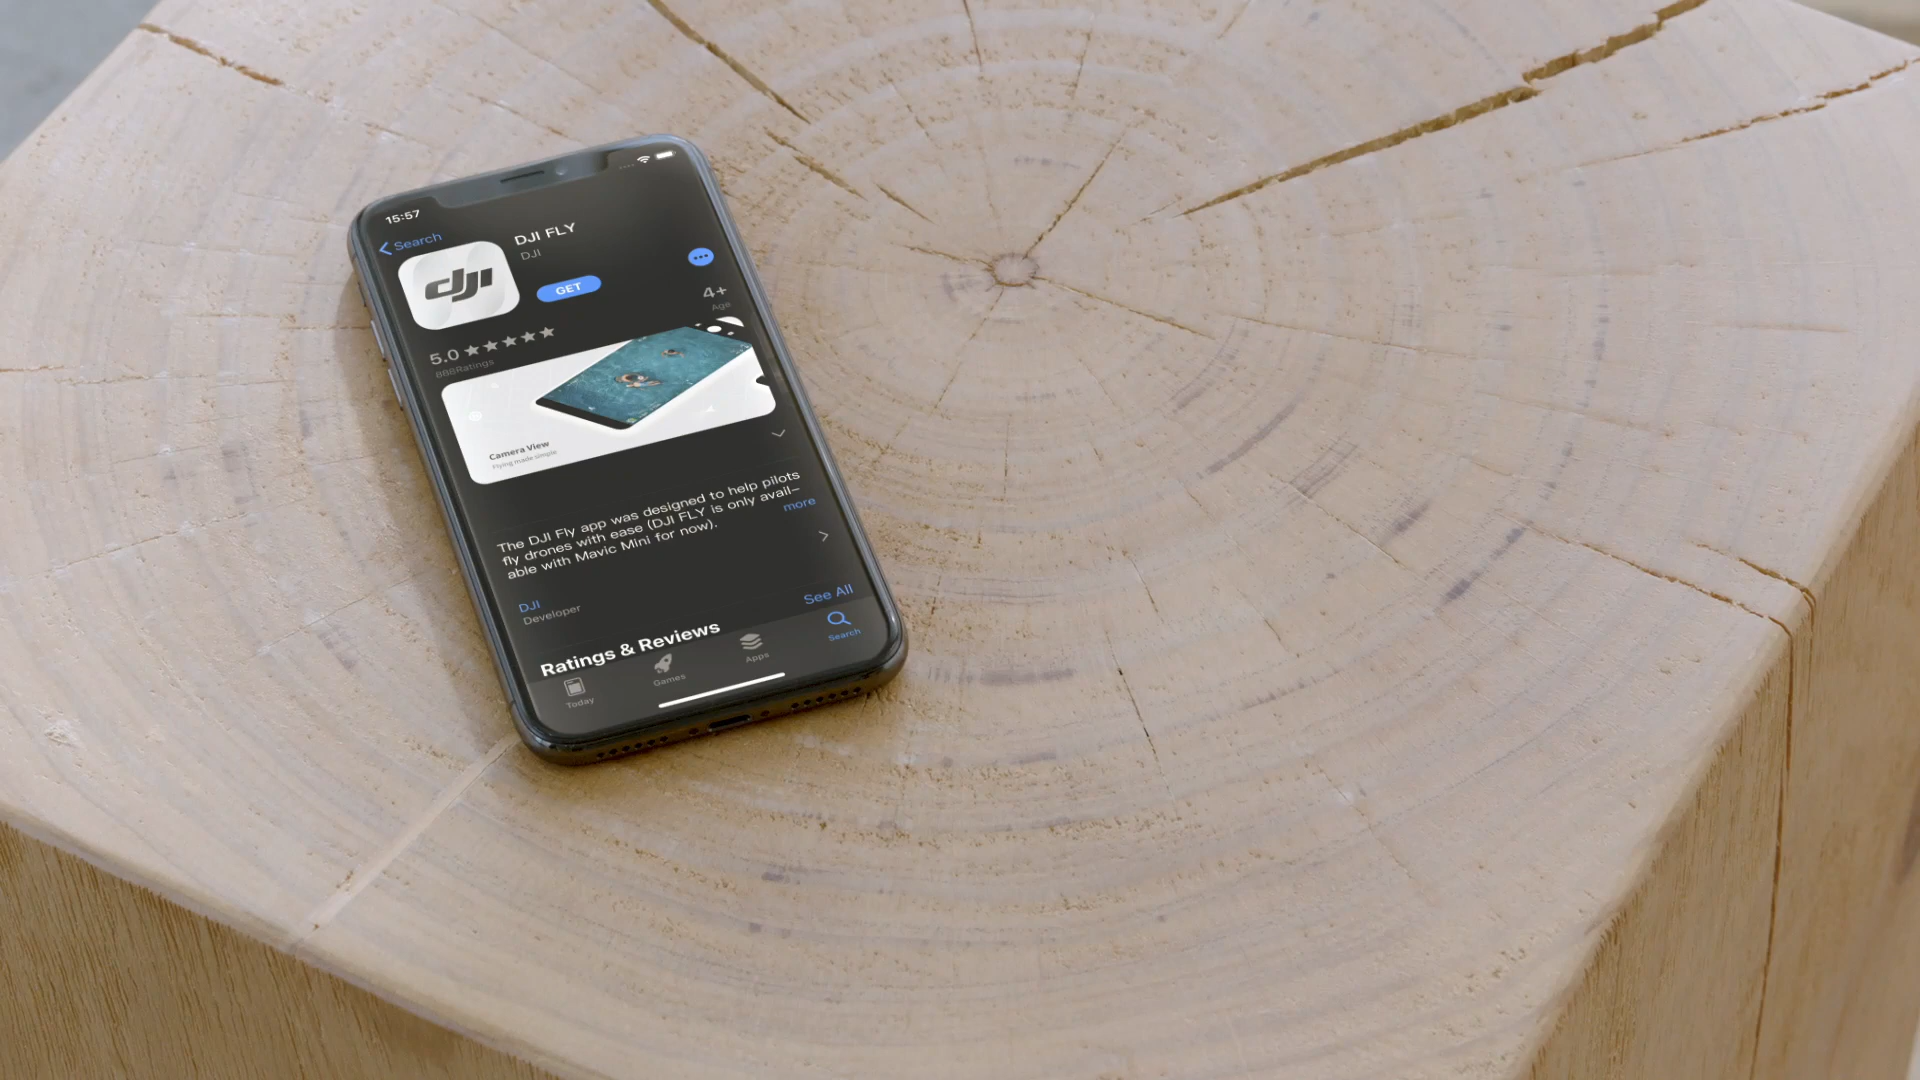 15:57
Search
DJI FLY
DJI
dji
GET
4+
Age
5.0
888Ratings
Camera View
Flying made simple
The DJI Fly app was designed to help pilots
fly drones with ease (DJI FLY is only avail-
able with Mavic Mini for now).
more
DJI
Developer
See All
Ratings & Reviews
Today
Games
Apps
Search